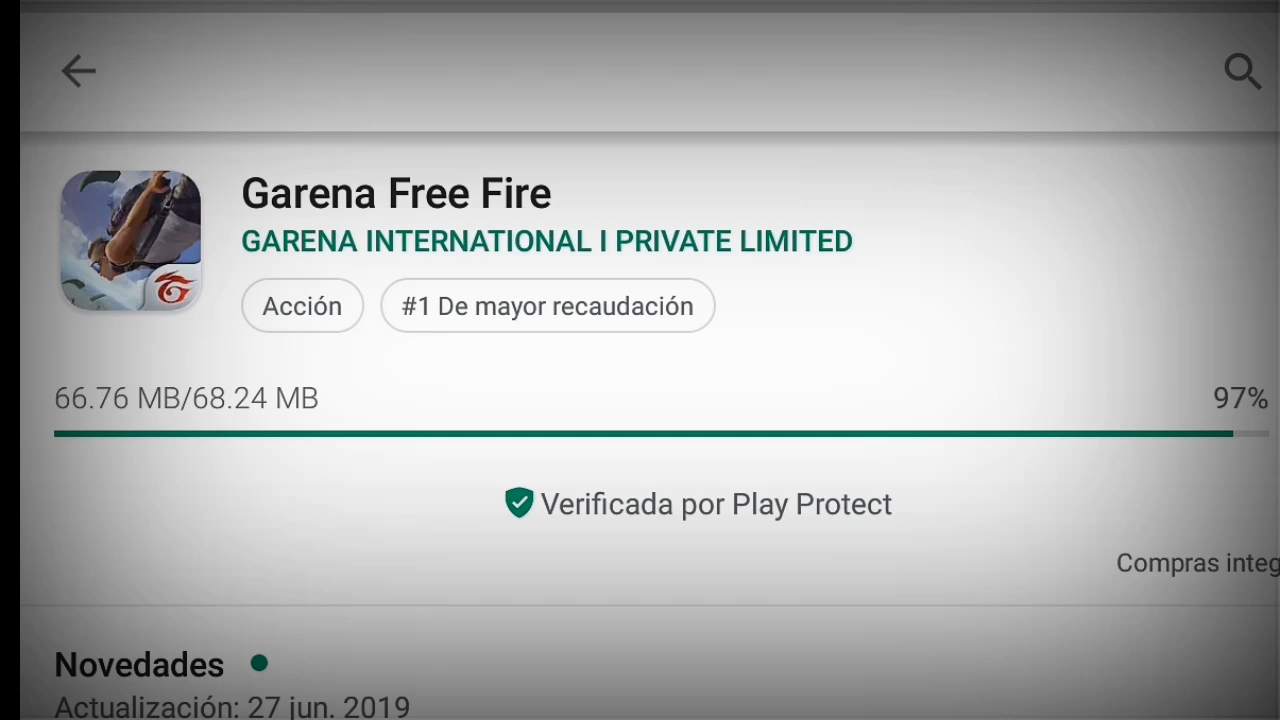 Garena Free Fire
GARENA INTERNATIONAL I PRIVATE LIMITED
Acción #1 De mayor recaudación
66.76 MB/68.24 MB 97%
Verificada por Play Protect
Compras integ
Novedades
Actualización: 27 jun. 2019